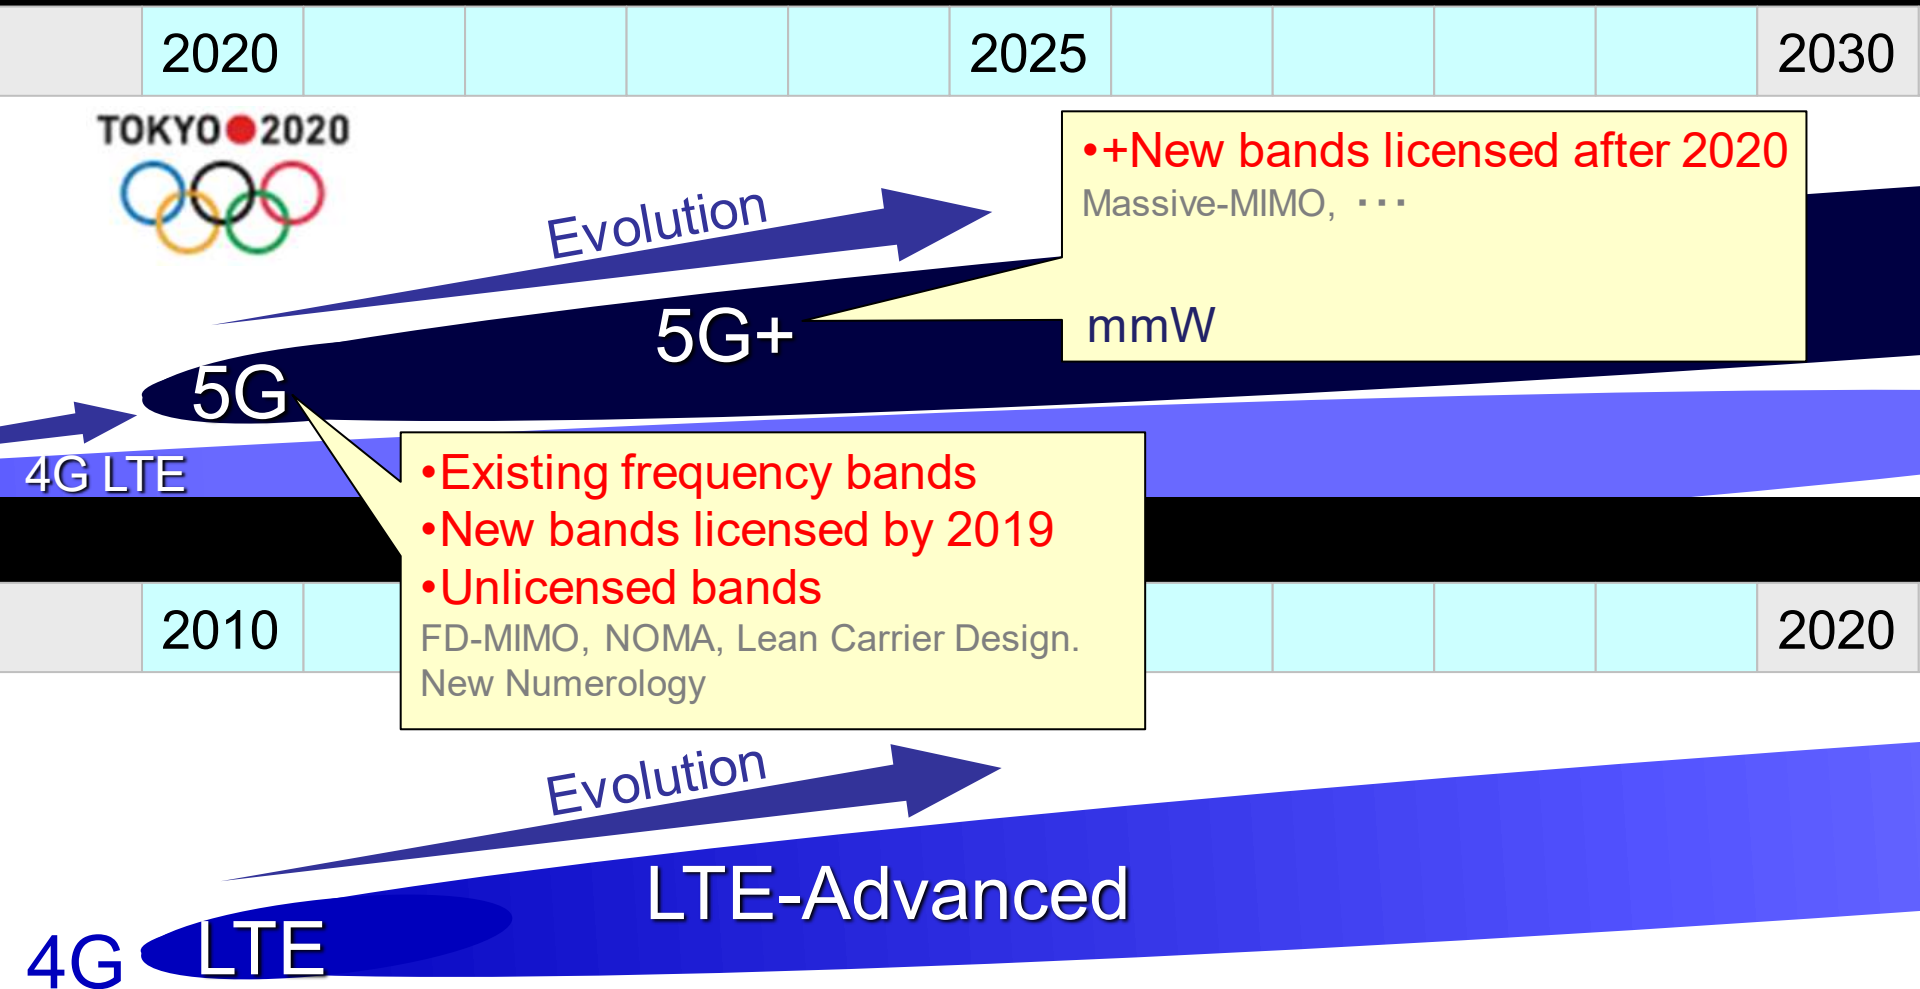 2020 2025 2030
TOKYO 2020
Evolution
•+New bands licensed after 2020
Massive-MIMO, ・・・
mmW
5G+
5G
4G LTE
•Existing frequency bands
•New bands licensed by 2019
•Unlicensed bands
FD-MIMO, NOMA, Lean Carrier Design.
New Numerology
2010 2020
Evolution
LTE-Advanced
LTE
4G